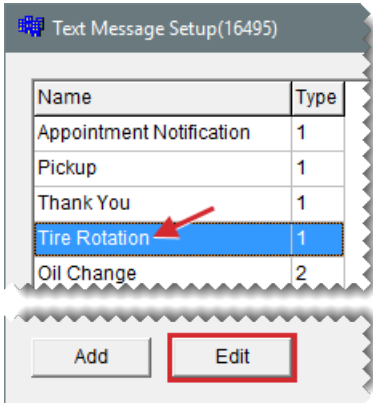 Text Message Setup(16495)
Name Type
Appointment Notification 1
Pickup 1
Thank You 1
Tire Rotation 1
Oil Change 2
Add Edit